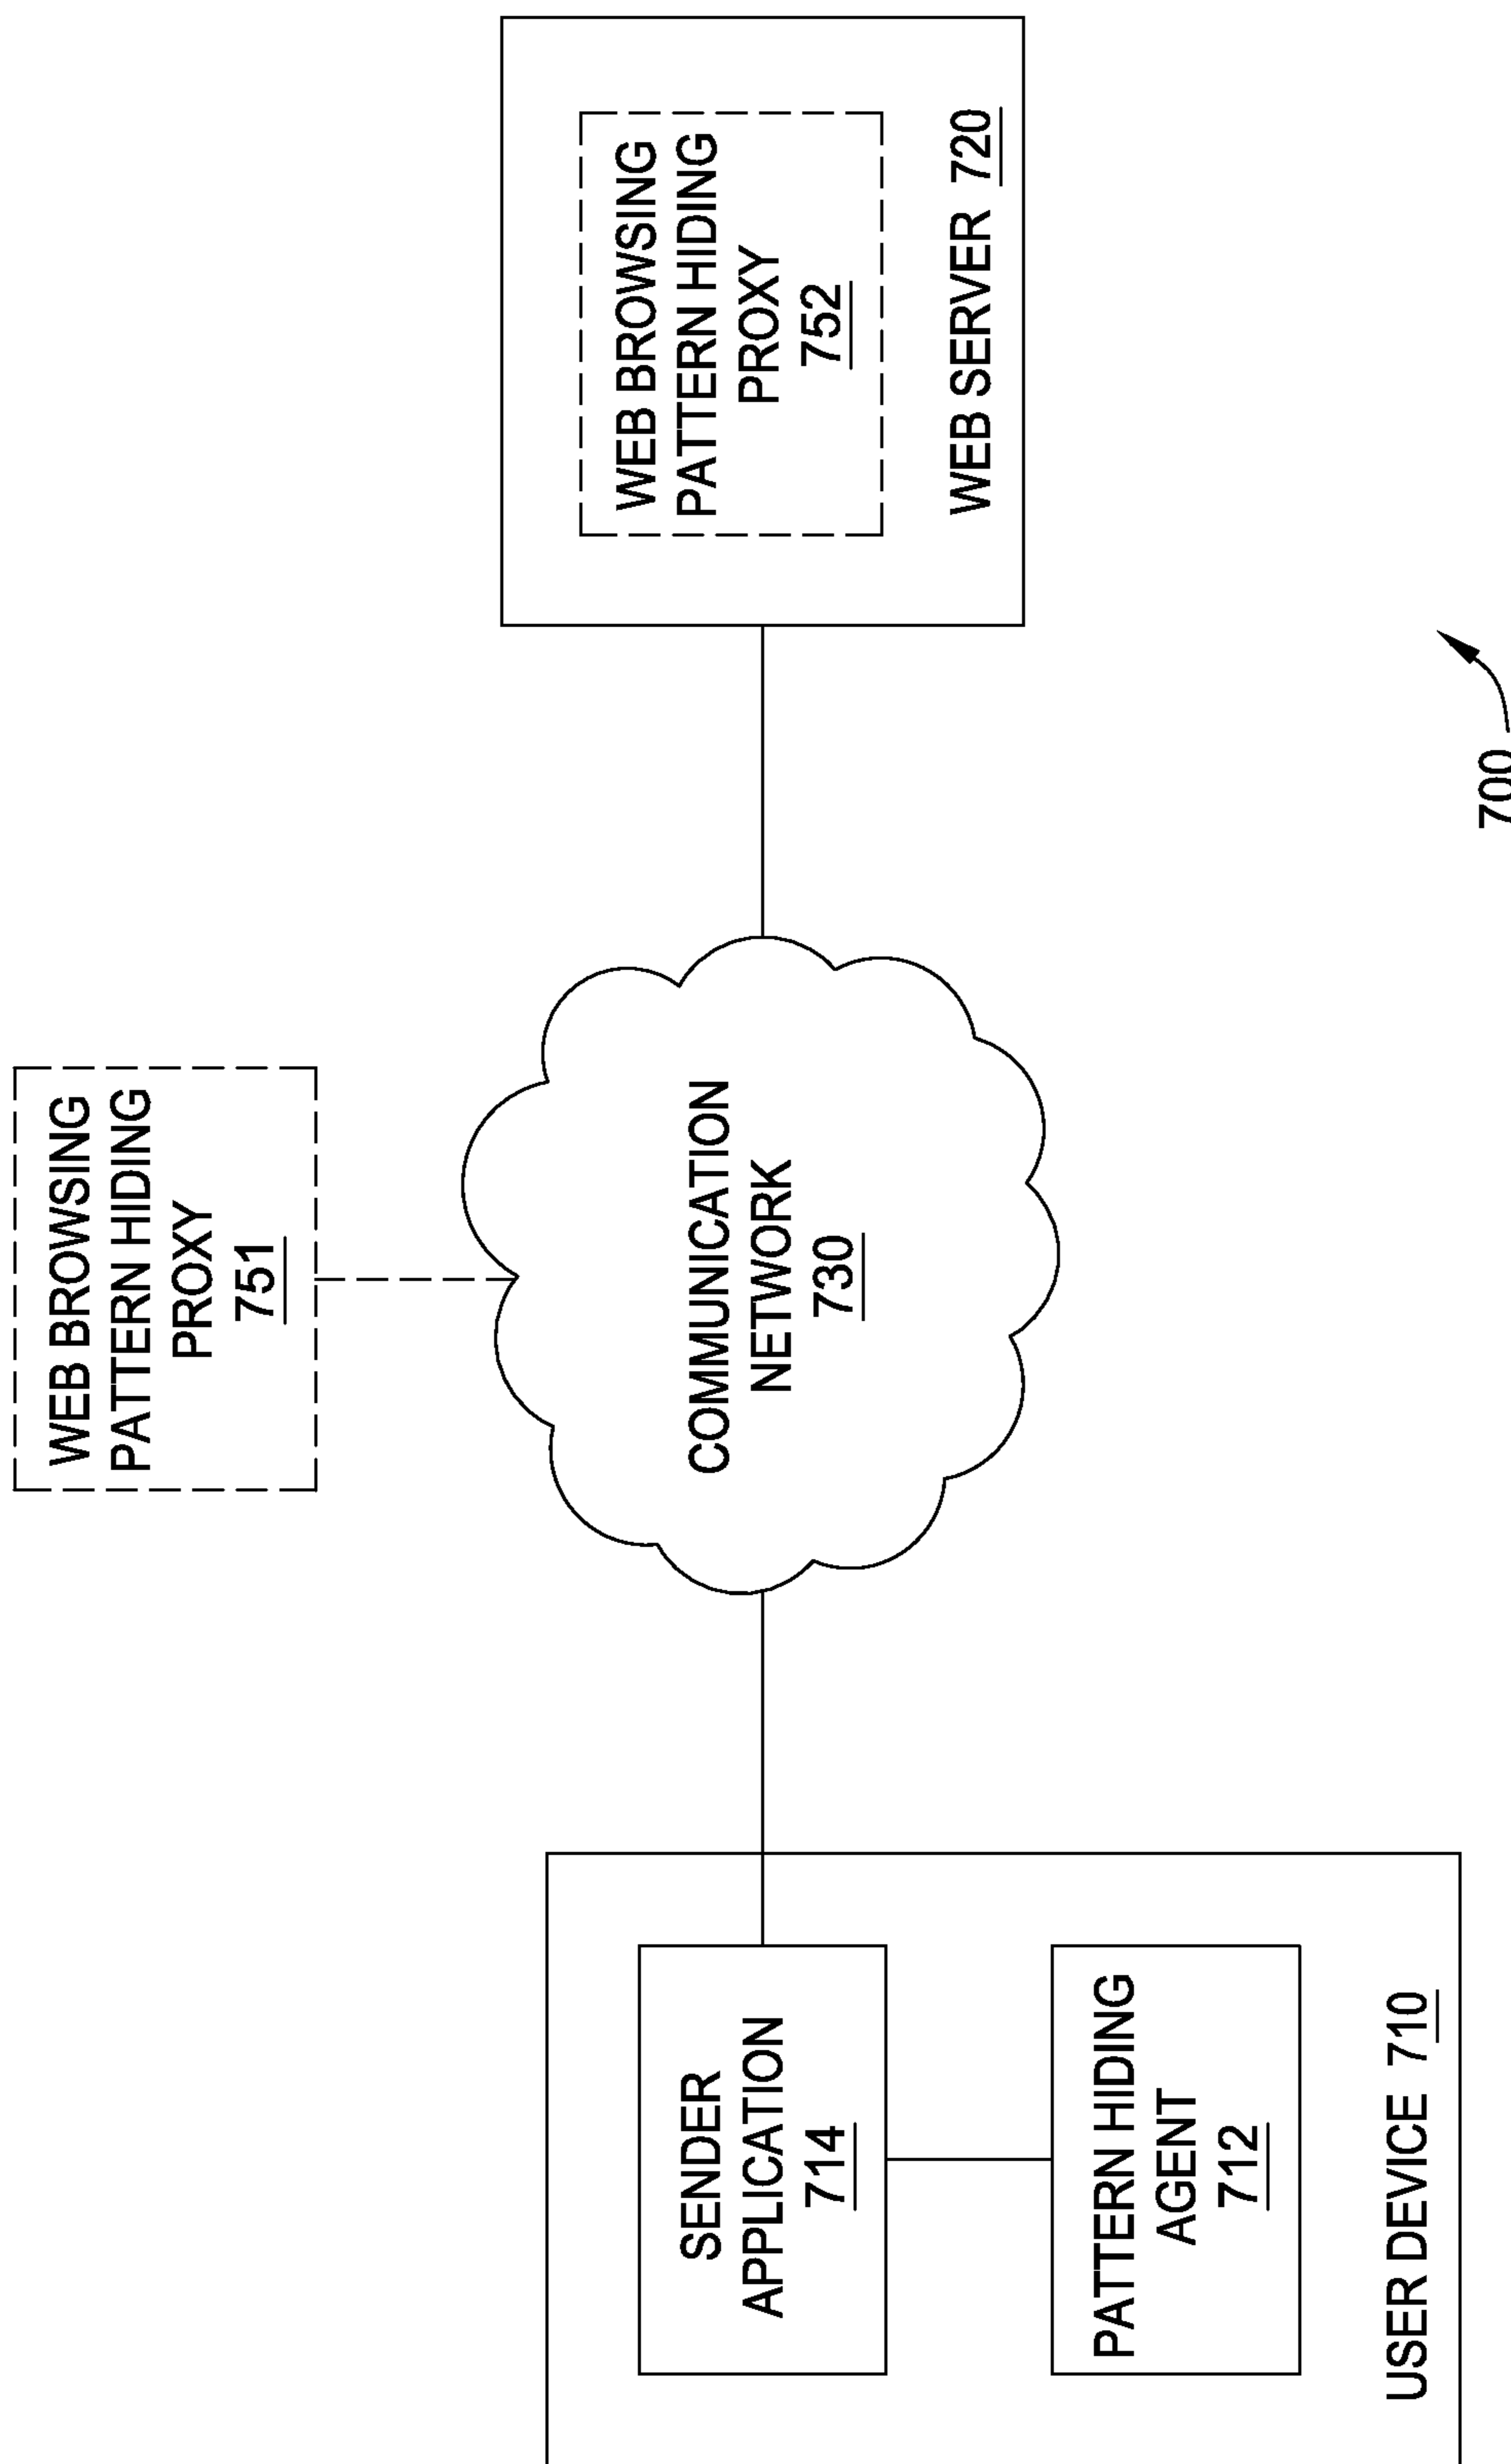 WEB BROWSING
PATTERN HIDING
PROXY
751
SENDER
APPLICATION
714
PATTERN HIDING
AGENT
712
USER DEVICE 710
COMMUNICATION
NETWORK
730
WEB BROWSING
PATTERN HIDING
PROXY
752
WEB SERVER 720
700